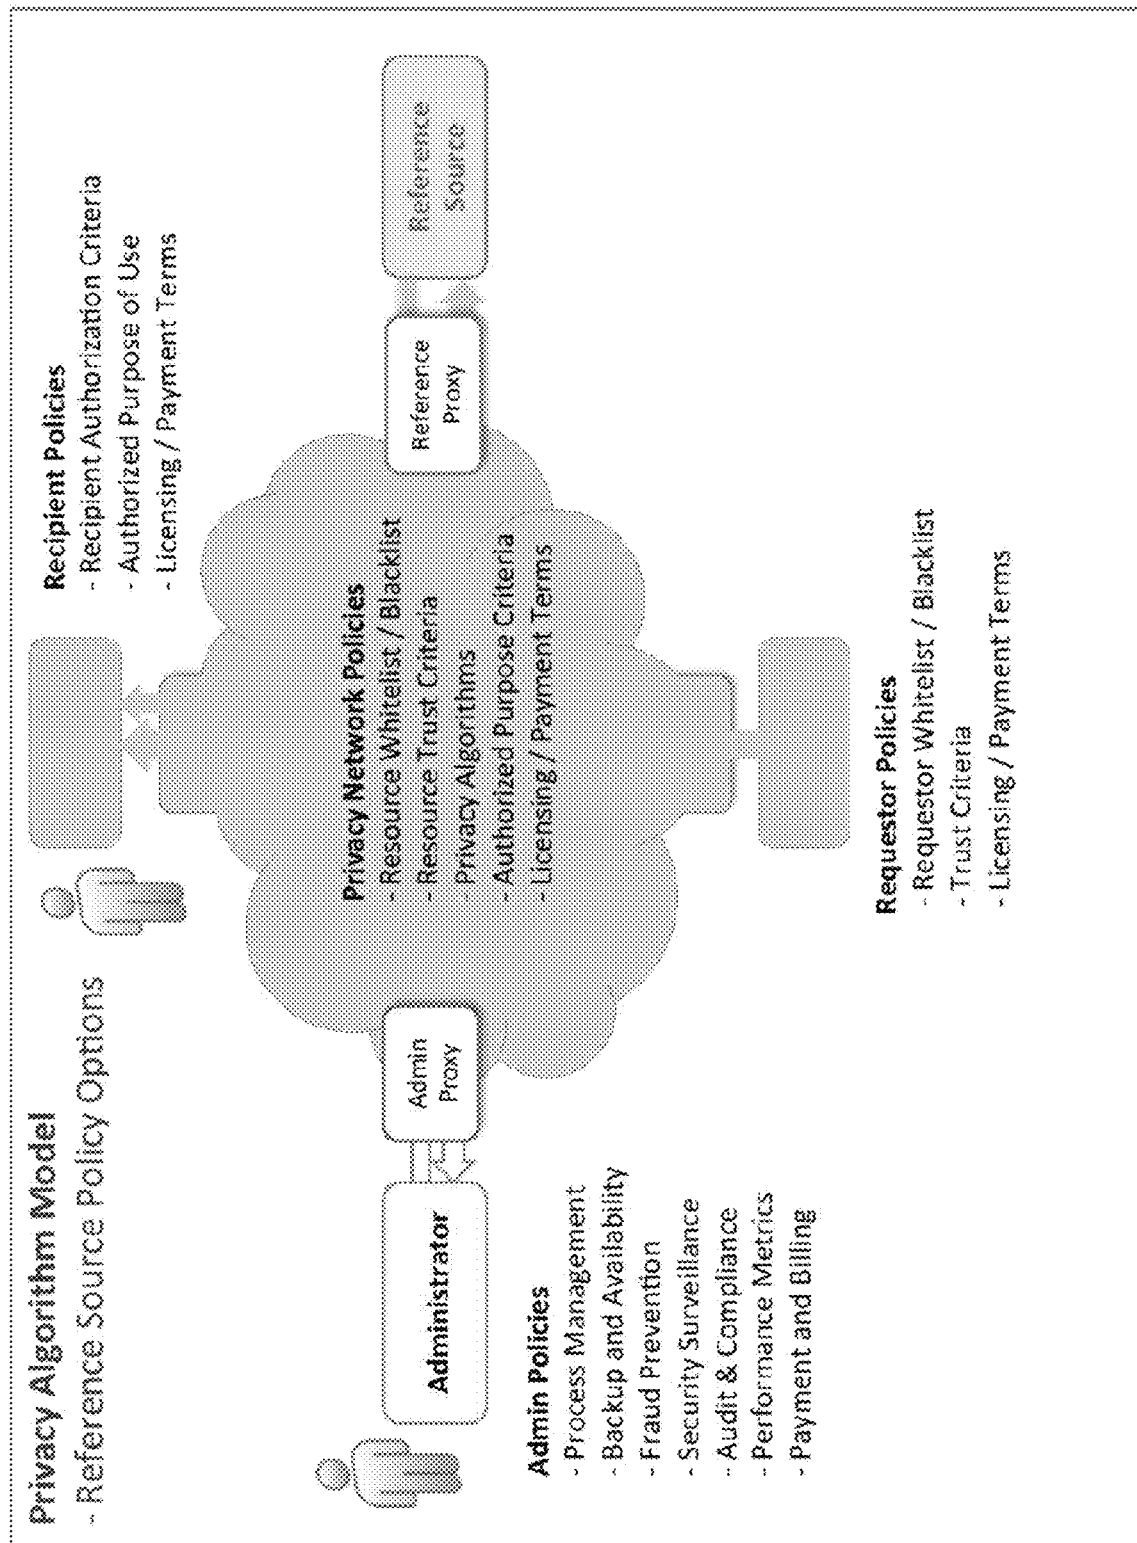 Privacy Algorithm Model
- Reference Source Policy Options
Recipient Policies
- Recipient Authorization Criteria
- Authorized Purpose of Use
- Licensing / Payment Terms
Administrator
Admin
Proxy
Privacy Network Policies
- Resource Whitelist / Blacklist
- Resource Trust Criteria
- Privacy Algorithms
- Authorized Purpose Criteria
- Licensing / Payment Terms
Reference
Proxy
Reference
Source
Admin Policies
- Process Management
- Backup and Availability
- Fraud Prevention
- Security Surveillance
- Audit & Compliance
- Performance Metrics
- Payment and Billing
Requestor Policies
- Requestor Whitelist / Blacklist
- Trust Criteria
- Licensing / Payment Terms